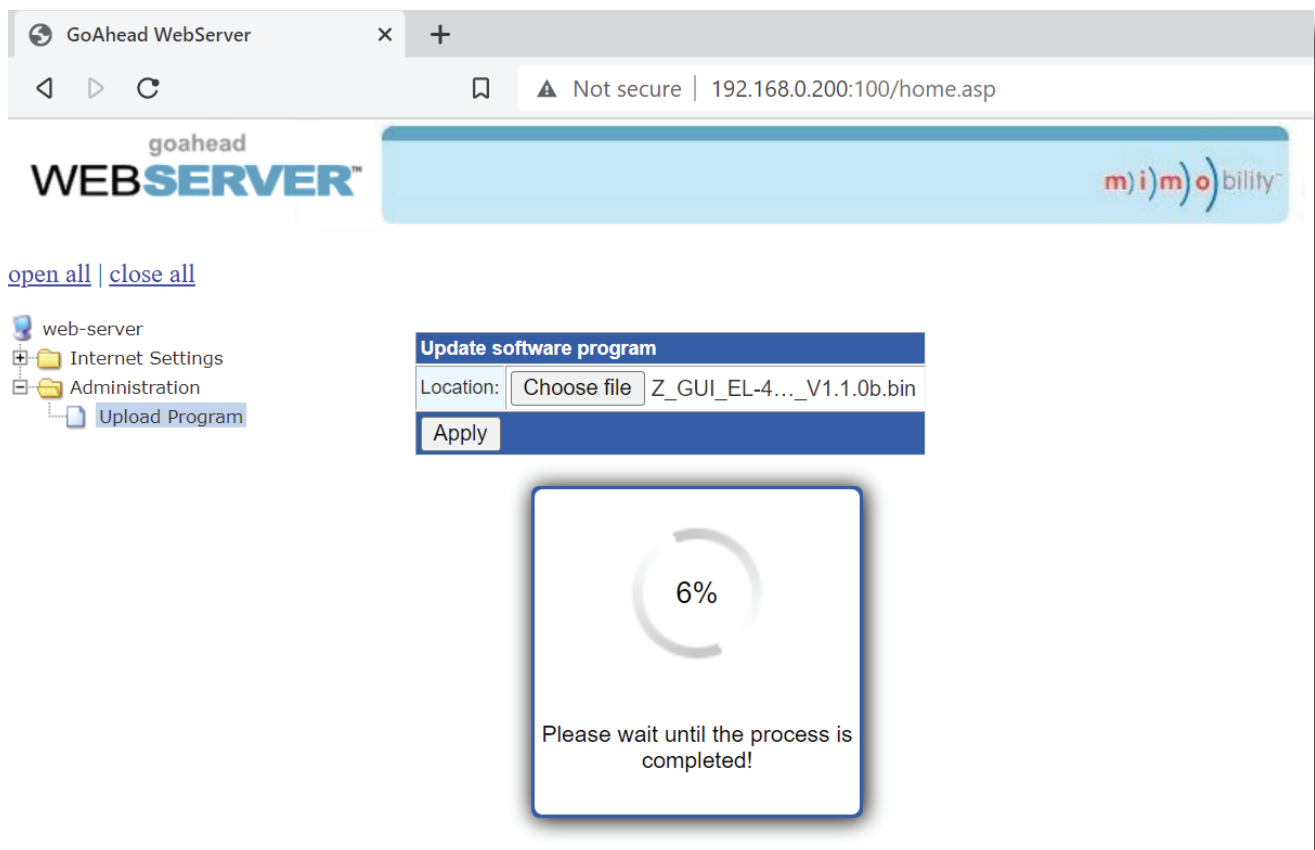 GoAhead WebServer
Not secure | 192.168.0.200:100/home.asp
goahead
WEBSERVER™
m)i)m)o)bility™
open all | close all
web-server
Internet Settings
Administration
Upload Program
Update software program
Location: Choose file Z_GUI_EL-4…_V1.1.0b.bin
Apply
6%
Please wait until the process is
completed!